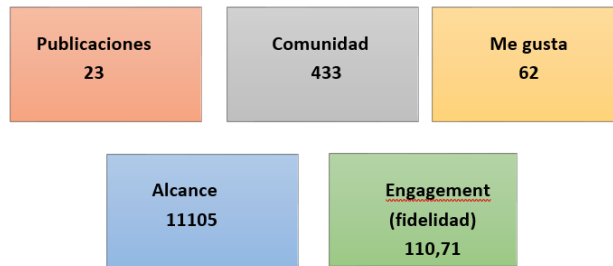 Publicaciones
23
Comunidad
433
Me gusta
62
Alcance
11105
Engagement
(fidelidad)
110,71